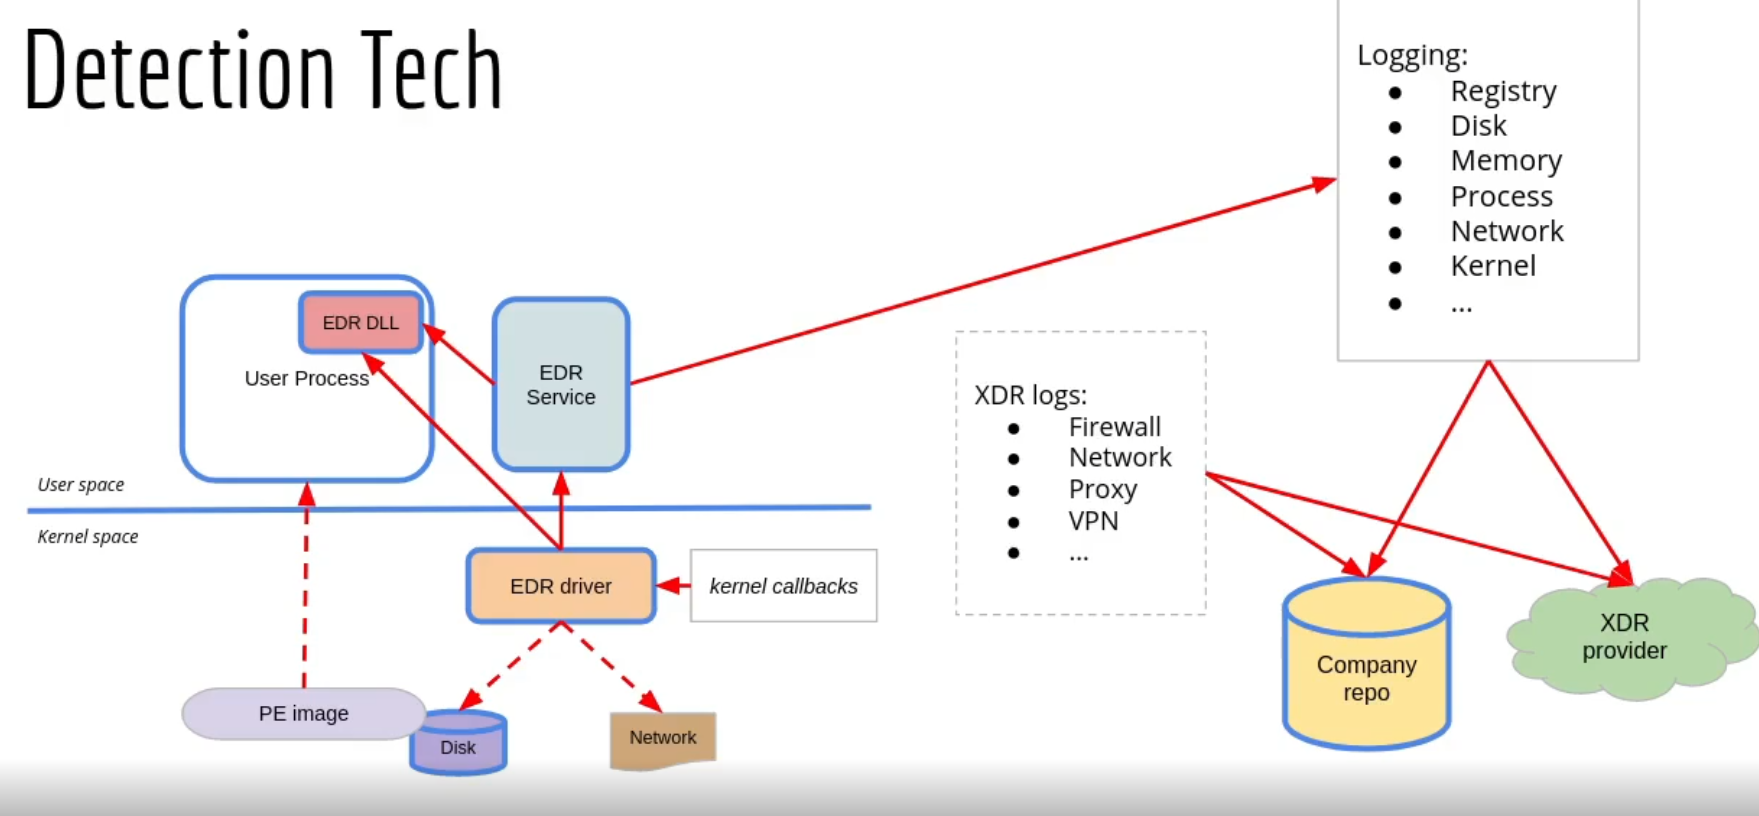 Detection Tech
Logging:
● Registry
● Disk
● Memory
● Process
● Network
● Kernel
● ...
EDR DLL
User Process
EDR
Service
XDR logs:
● Firewall
● Network
● Proxy
● VPN
● ...
User space
Kernel space
EDR driver
kernel callbacks
PE image
Disk
Network
Company
repo
XDR
provider